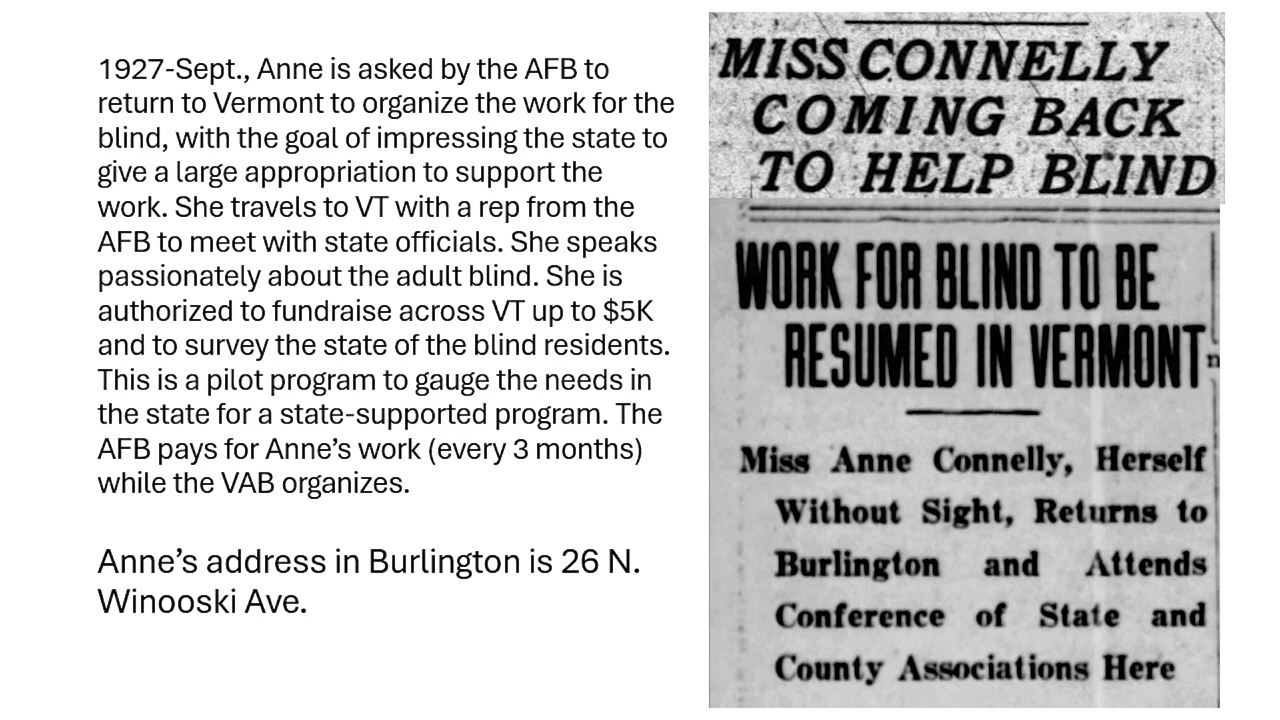 1927-Sept., Anne is asked by the AFB to
return to Vermont to organize the work for the
blind, with the goal of impressing the state to
give a large appropriation to support the
work. She travels to VT with a rep from the
AFB to meet with state officials. She speaks
passionately about the adult blind. She is
authorized to fundraise across VT up to $5K
and to survey the state of the blind residents.
This is a pilot program to gauge the needs in
the state for a state-supported program. The
AFB pays for Anne’s work (every 3 months)
while the VAB organizes.
Anne’s address in Burlington is 26 N.
Winooski Ave.
MISS CONNELLY
COMING BACK
TO HELP BLIND
WORK FOR BLIND TO BE
RESUMED IN VERMONT
Miss Anne Connelly, Herself
Without Sight, Returns to
Burlington and Attends
Conference of State and
County Associations Here